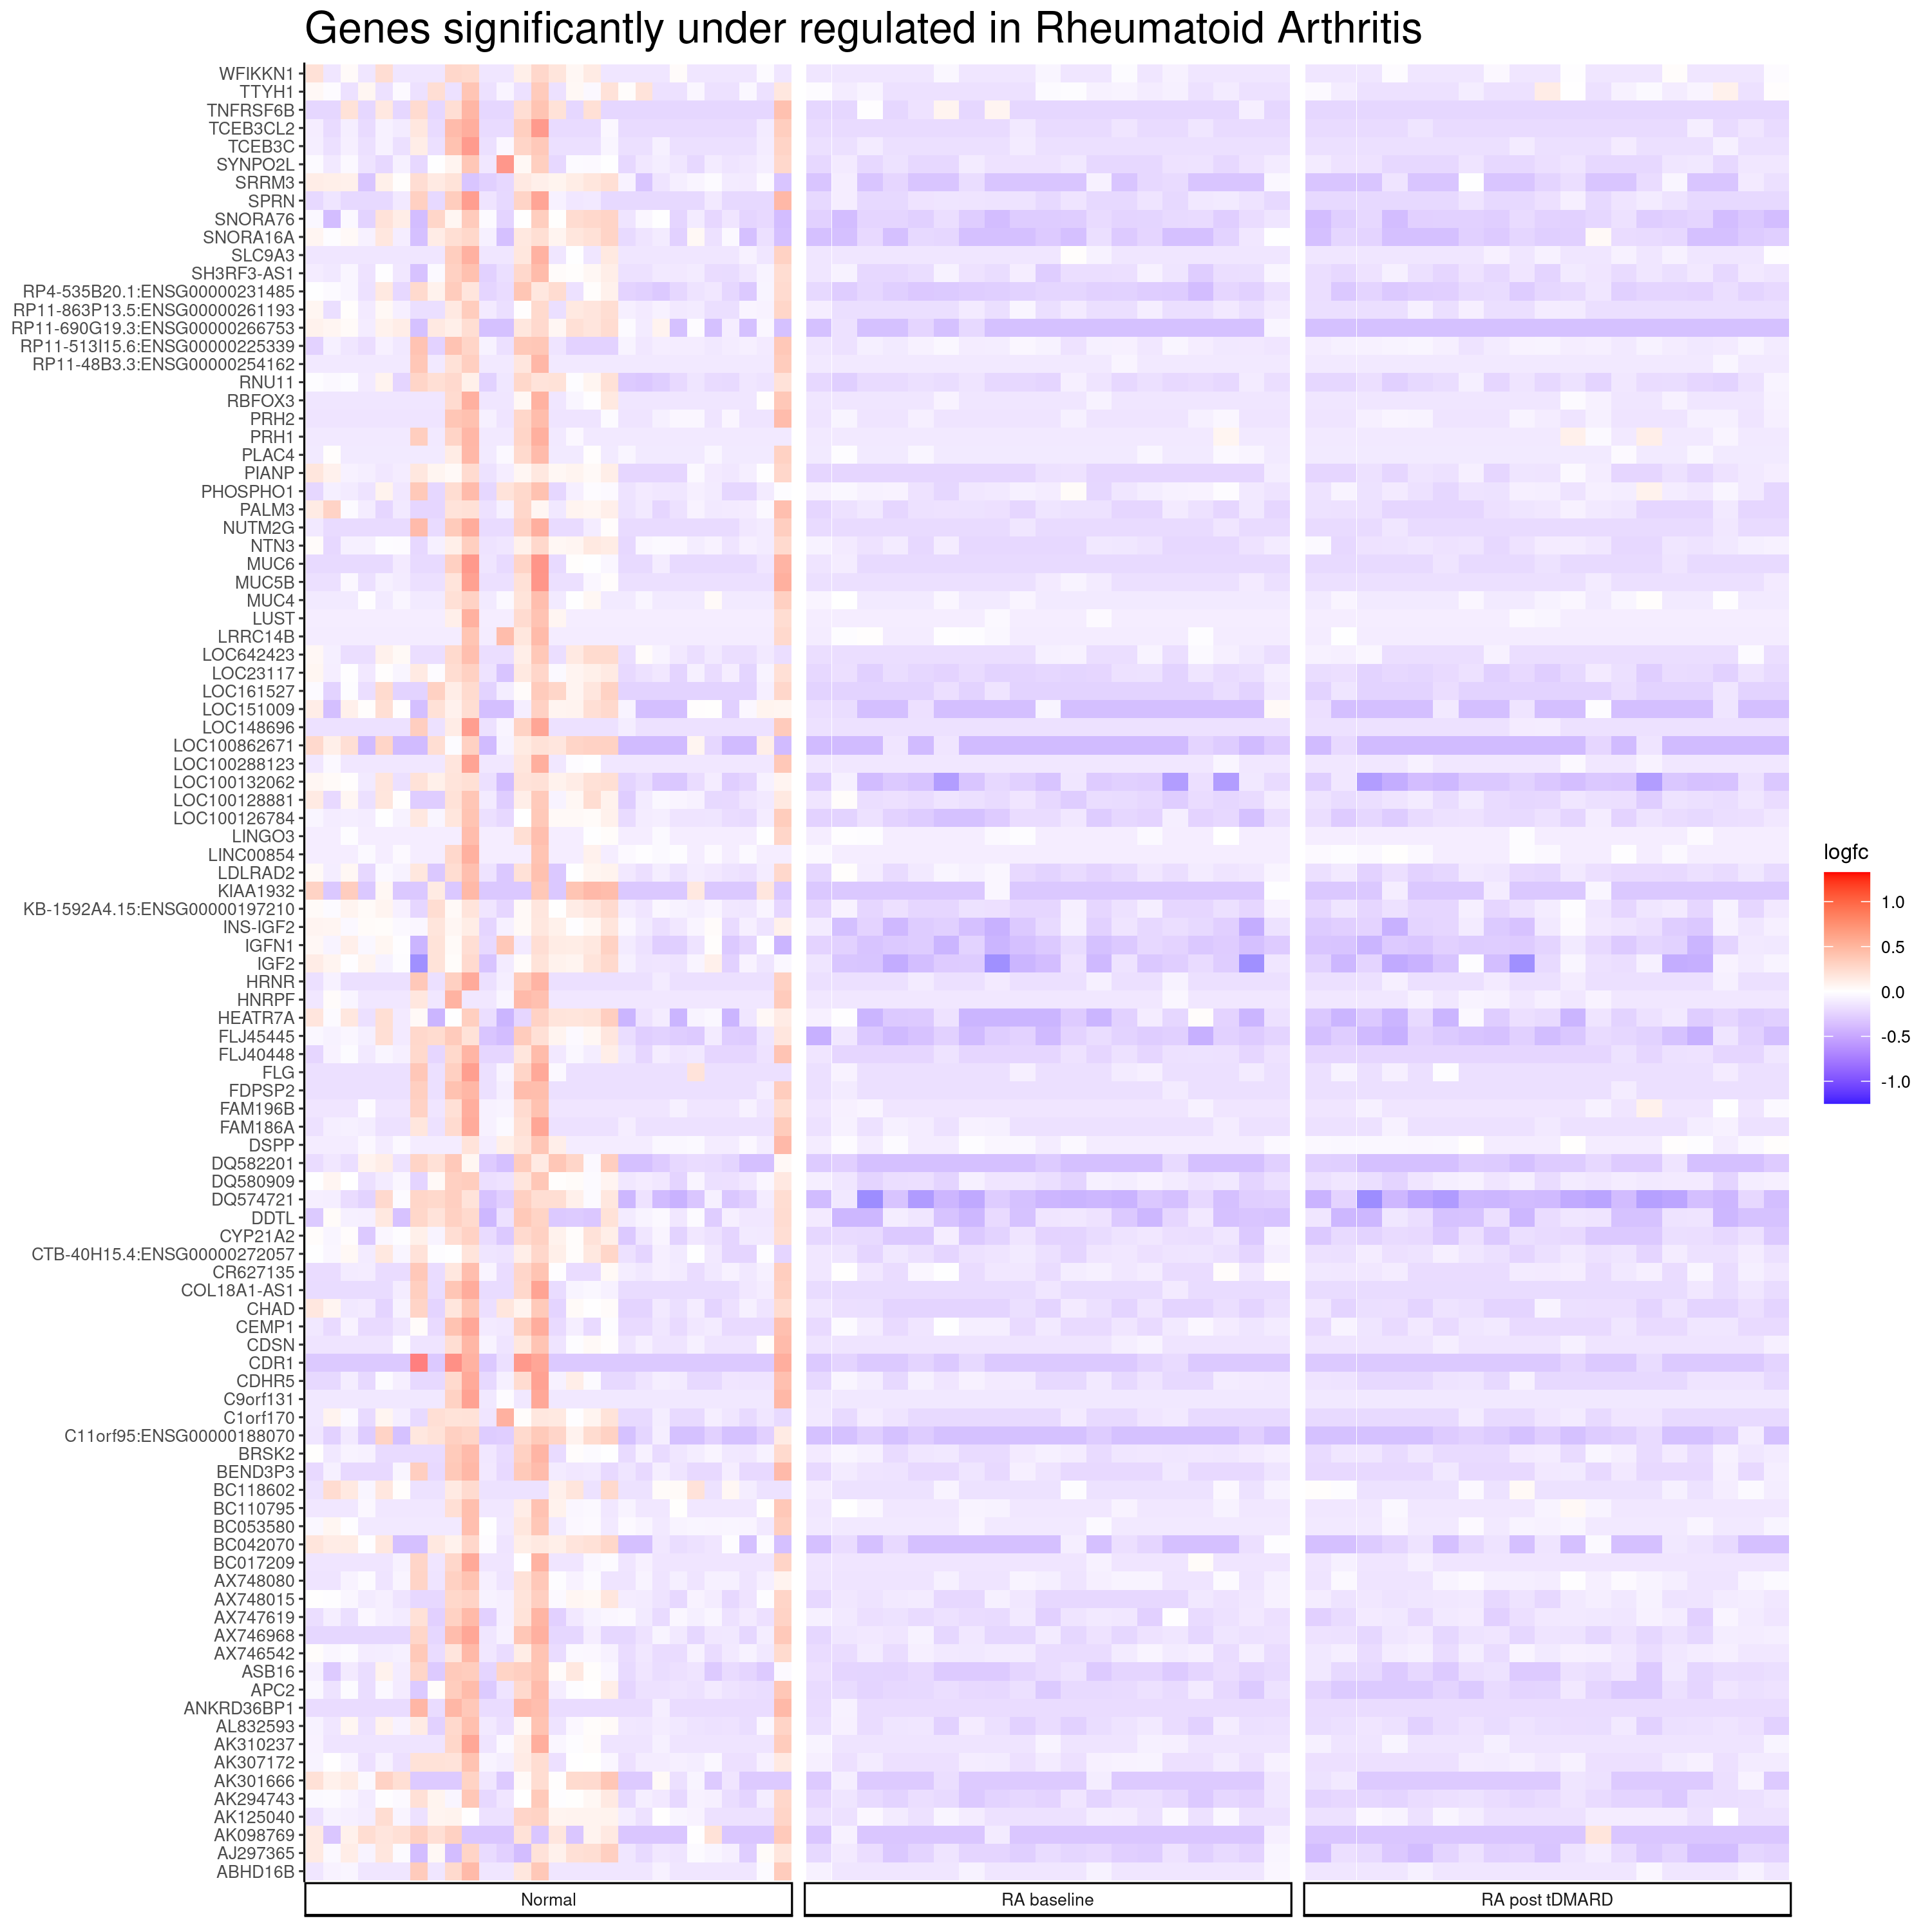 Genes significantly under regulated in Rheumatoid Arthritis
WFIKKN1
TTYH1
TNFRSF6B
TCEB3CL2
TCEB3C
SYNPO2L
SRRM3
SPRN
SNORA76
SNORA16A
SLC9A3
SH3RF3-AS1
RP4-535B20.1:ENSG00000231485
RP11-863P13.5:ENSG00000261193
RP11-690G19.3:ENSG00000266753
RP11-513I15.6:ENSG00000225339
RP11-48B3.3:ENSG00000254162
RNU11
RBFOX3
PRH2
PRH1
PLAC4
PIANP
PHOSPHO1
PALM3
NUTM2G
NTN3
MUC6
MUC5B
MUC4
LUST
LRRC14B
LOC642423
LOC23117
LOC161527
LOC151009
LOC148696
LOC100862671
LOC100288123
LOC100132062
LOC100128881
LOC100126784
LINGO3
LINC00854
LDLRAD2
KIAA1932
KB-1592A4.15:ENSG00000197210
INS-IGF2
IGFN1
IGF2
HRNR
HNRPF
HEATR7A
FLJ45445
FLJ40448
FLG
FDPSP2
FAM196B
FAM186A
DSPP
DQ582201
DQ580909
DQ574721
DDTL
CYP21A2
CTB-40H15.4:ENSG00000272057
CR627135
COL18A1-AS1
CHAD
CEMP1
CDSN
CDR1
CDHR5
C9orf131
C1orf170
C11orf95:ENSG00000188070
BRSK2
BEND3P3
BC118602
BC110795
BC053580
BC042070
BC017209
AX748080
AX748015
AX747619
AX746968
AX746542
ASB16
APC2
ANKRD36BP1
AL832593
AK310237
AK307172
AK301666
AK294743
AK125040
AK098769
AJ297365
ABHD16B
Normal
RA baseline
RA post tDMARD
logfc
1.0
0.5
0.0
-0.5
-1.0